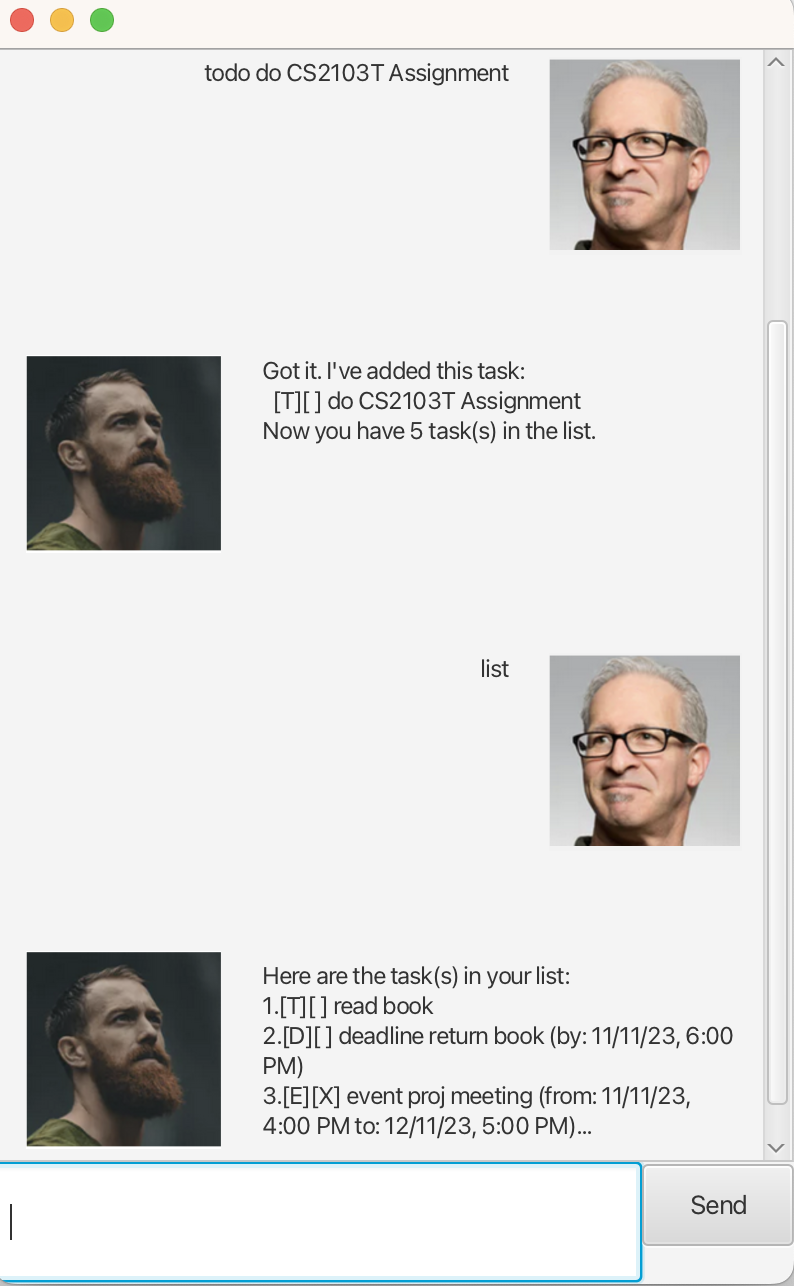 todo do CS2103T Assignment
Got it. I've added this task:
[T][ ] do CS2103T Assignment
Now you have 5 task(s) in the list.
list
Here are the task(s) in your list:
1.[T][ ] read book
2.[D][ ] deadline return book (by: 11/11/23, 6:00
PM)
3.[E][X] event proj meeting (from: 11/11/23,
4:00 PM to: 12/11/23, 5:00 PM)...
Send